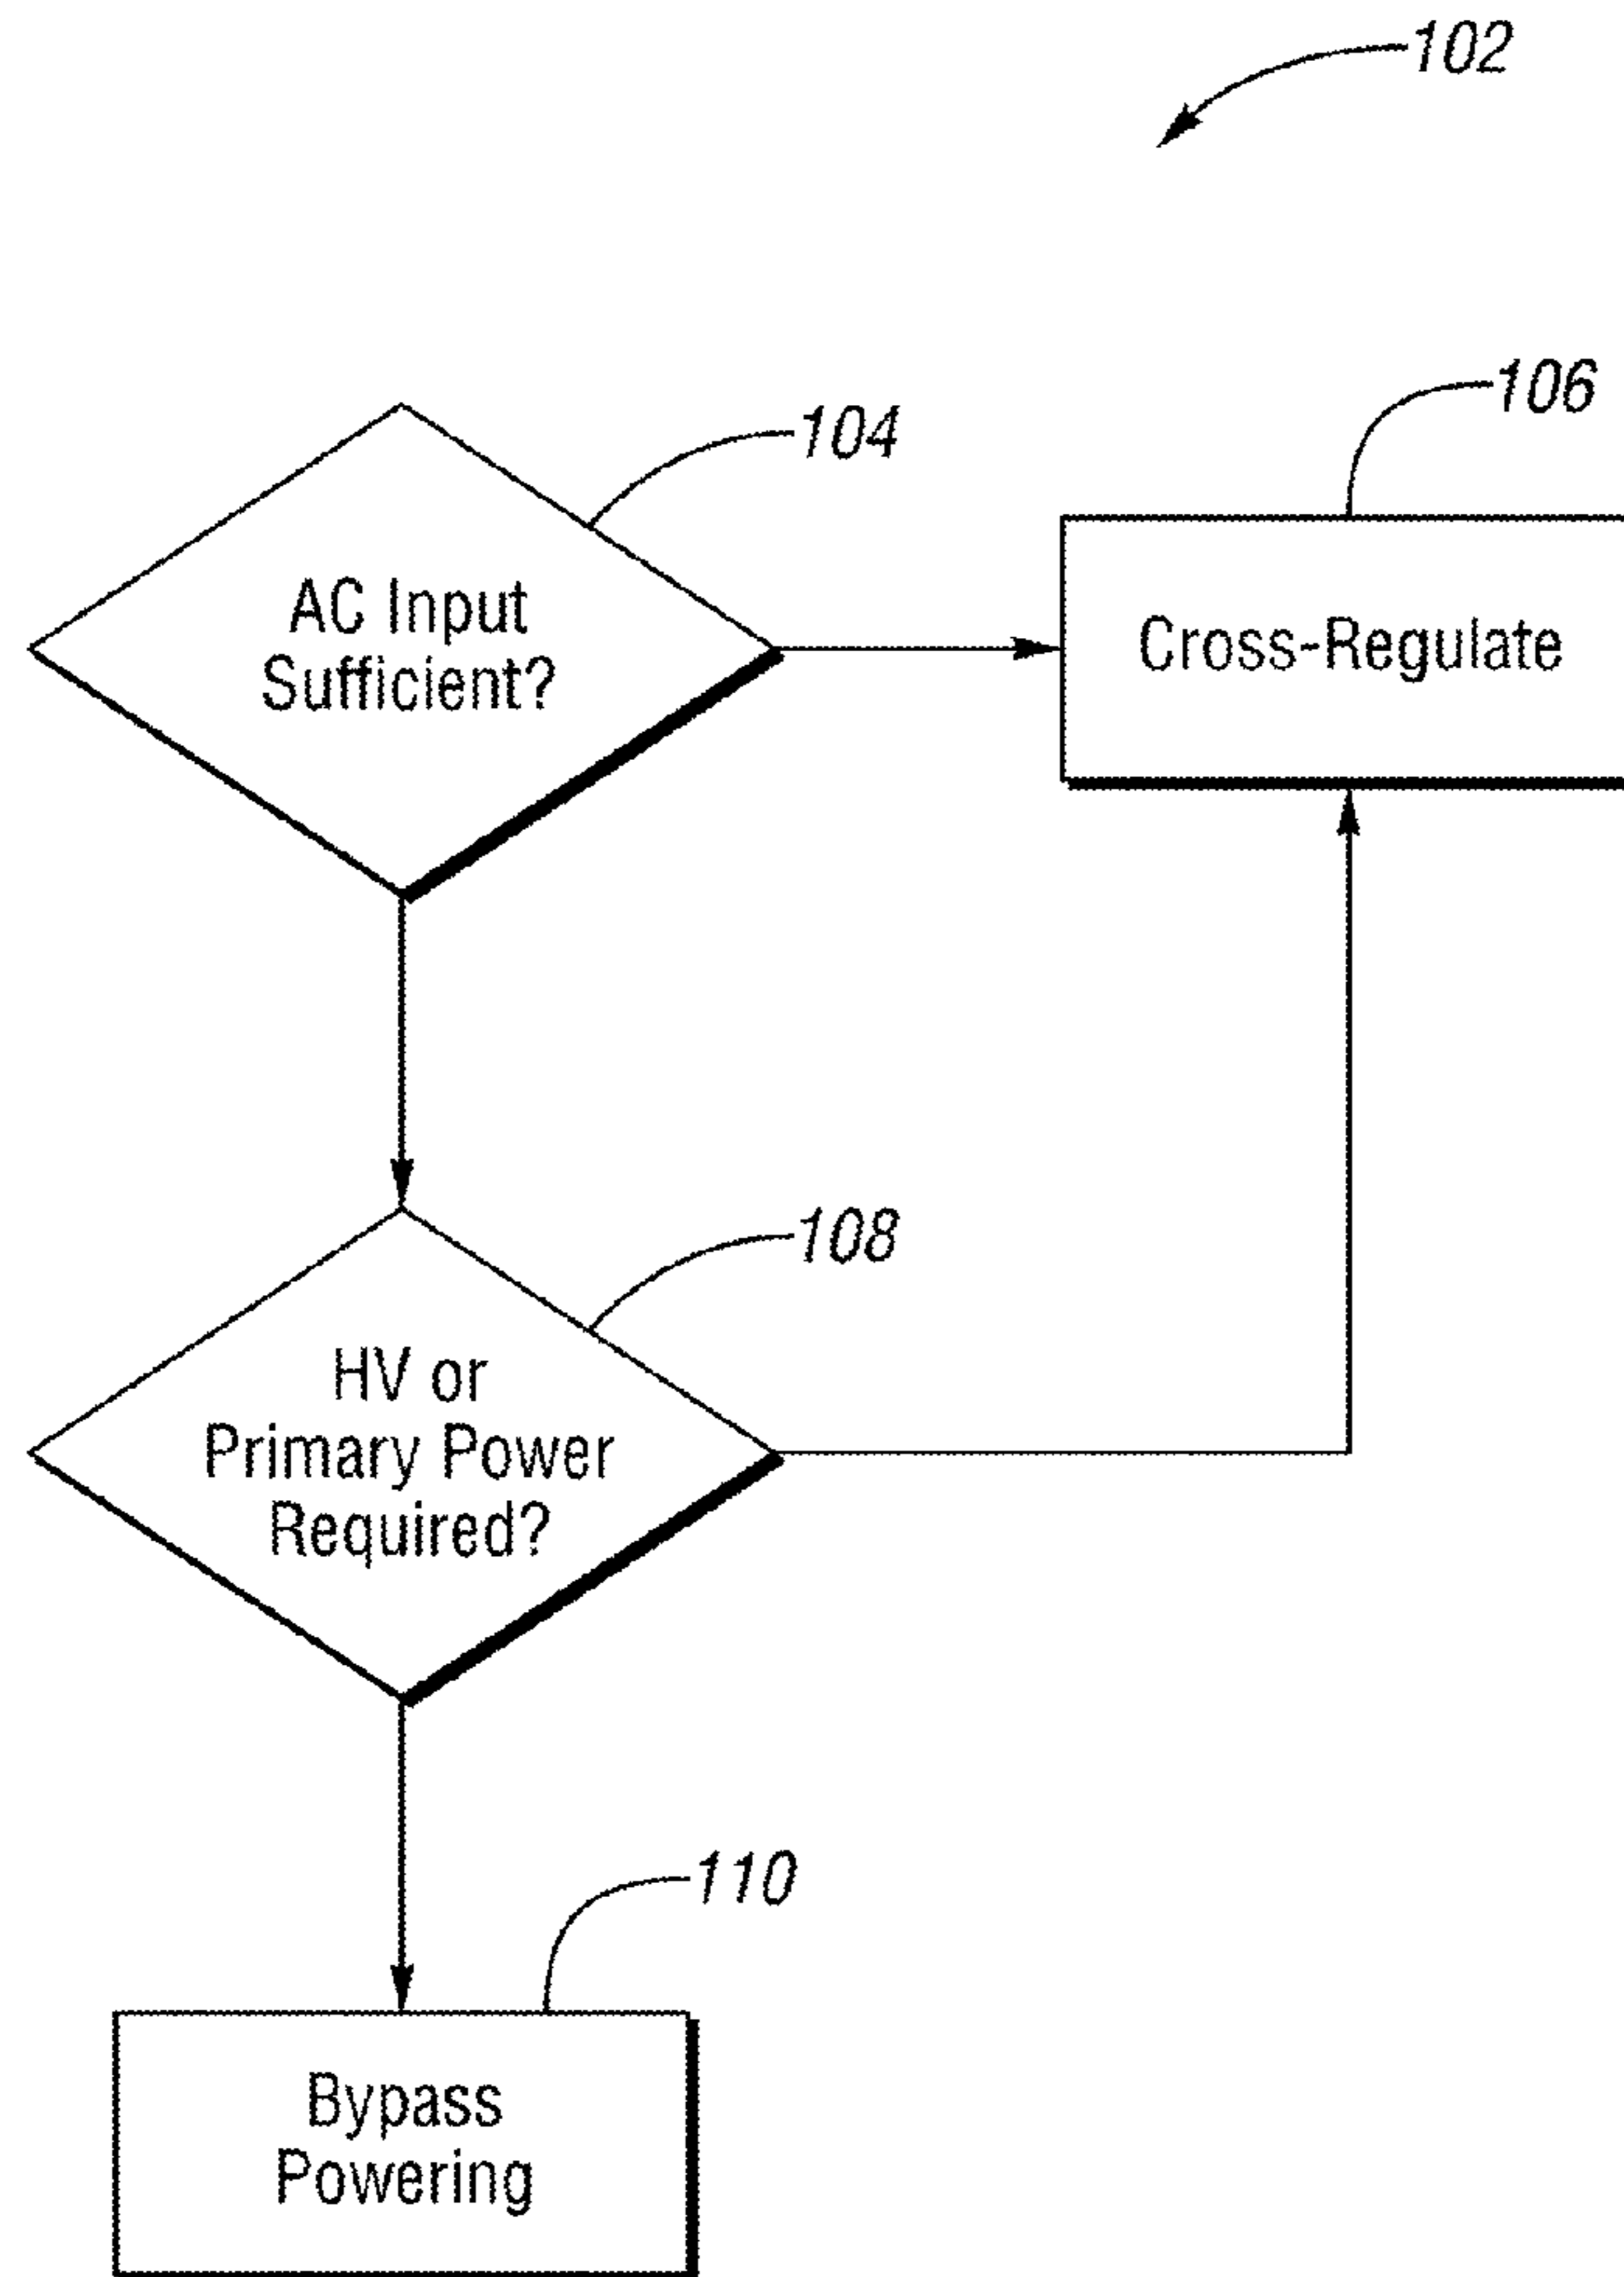 102
104
AC Input
Sufficient?
106
Cross-Regulate
108
HV or
Primary Power
Required?
110
Bypass
Powering